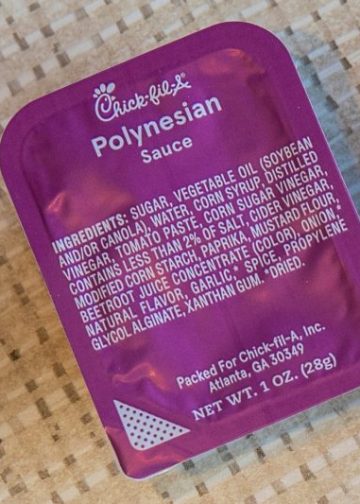 Chick-fil-A®
Polynesian
Sauce
INGREDIENTS: SUGAR, VEGETABLE OIL (SOYBEAN
AND/OR CANOLA), WATER, CORN SYRUP, DISTILLED
VINEGAR, TOMATO PASTE, CORN SUGAR VINEGAR,
CONTAINS LESS THAN 2% OF SALT, CIDER VINEGAR,
MODIFIED CORN STARCH, PAPRIKA, MUSTARD FLOUR,
BEETROOT JUICE CONCENTRATE (COLOR), ONION,*
NATURAL FLAVOR, GARLIC,* SPICE, PROPYLENE
GLYCOL ALGINATE, XANTHAN GUM. *DRIED.
Packed For Chick-fil-A, Inc.
Atlanta, GA 30349
NET WT. 1 OZ. (28g)